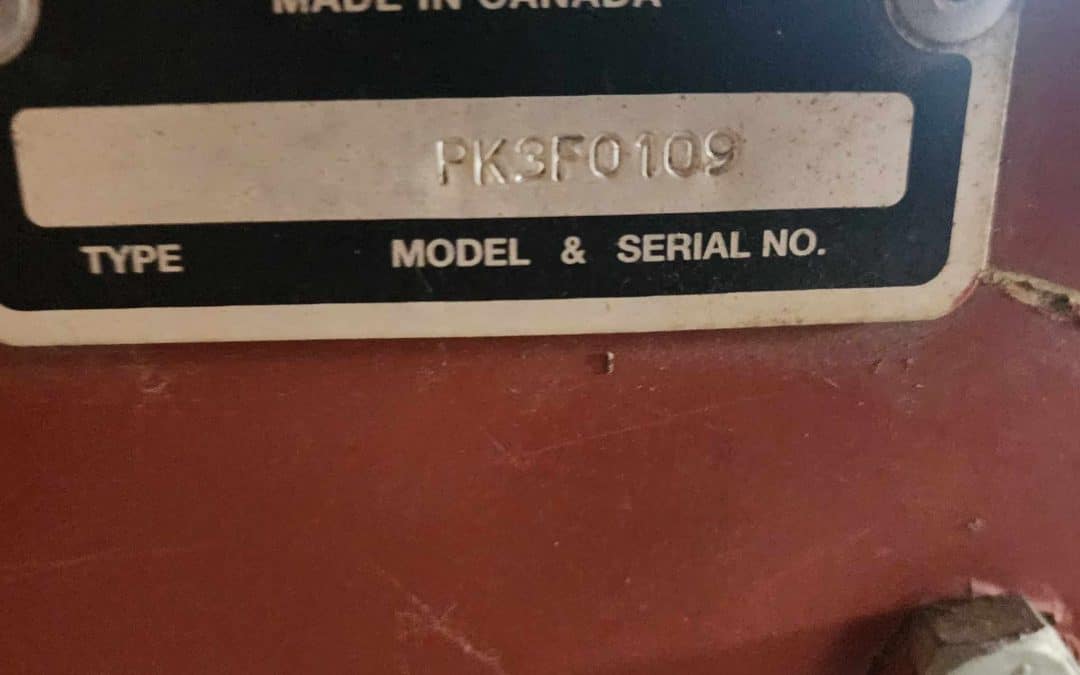 MADE IN CANADA
PK3F0109
TYPE MODEL & SERIAL NO.